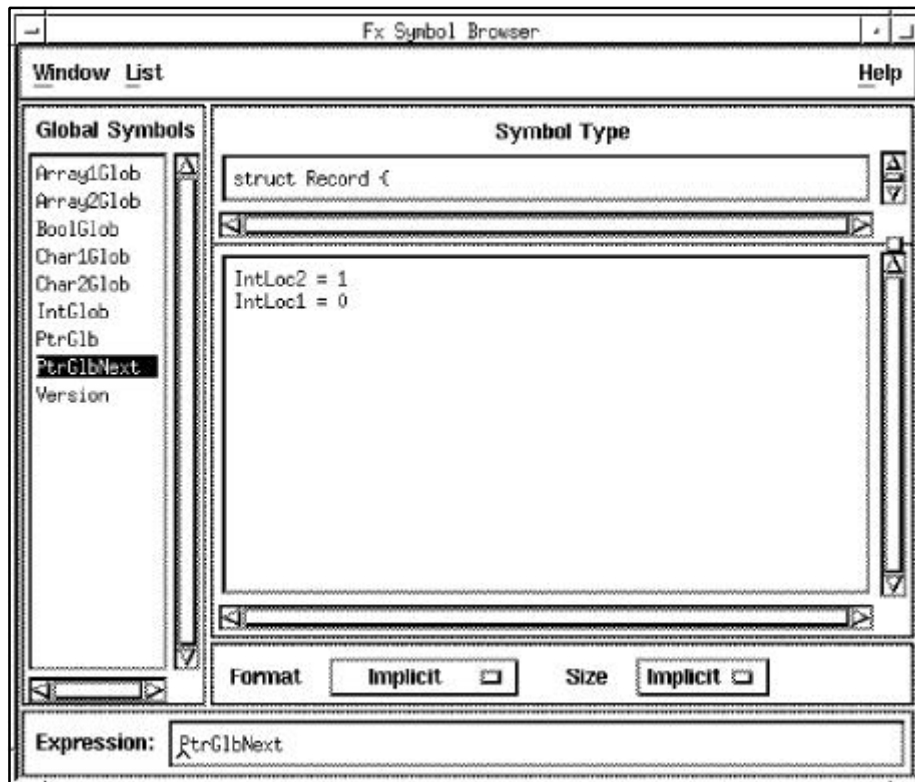 Fx Symbol Browser
Window List Help
Global Symbols
Array1Glob
Array2Glob
BoolGlob
Char1Glob
Char2Glob
IntGlob
PtrGlb
PtrGlbNext
Version
Symbol Type
struct Record {
IntLoc2 = 1
IntLoc1 = 0
Format Implicit Size Implicit
Expression: PtrGlbNext